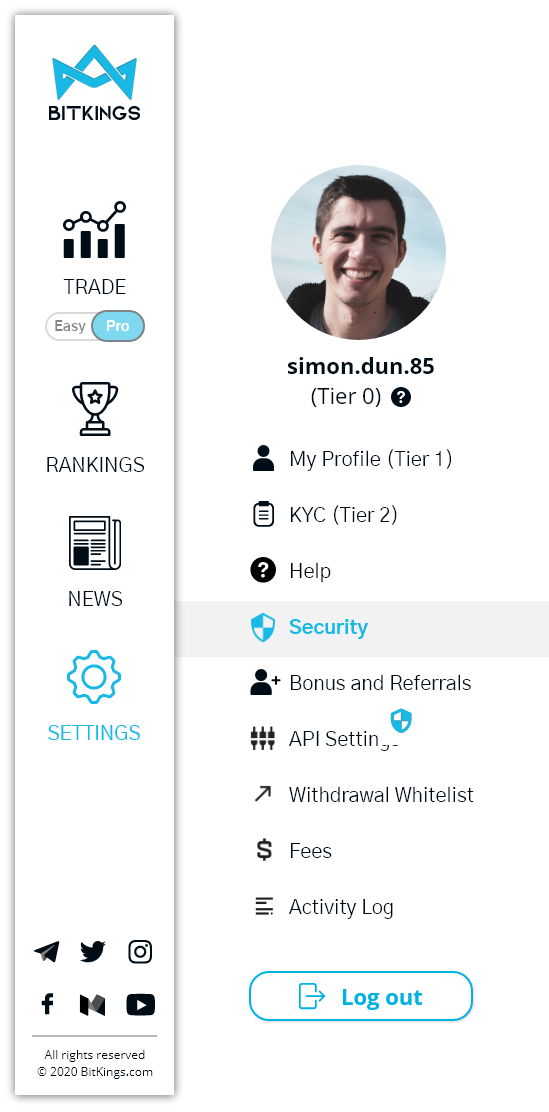 BITKINGS
TRADE
Easy Pro
RANKINGS
NEWS
SETTINGS
All rights reserved
© 2020 BitKings.com
simon.dun.85
(Tier 0) ?
My Profile (Tier 1)
KYC (Tier 2)
Help
Security
Bonus and Referrals
API Settings
Withdrawal Whitelist
Fees
Activity Log
Log out